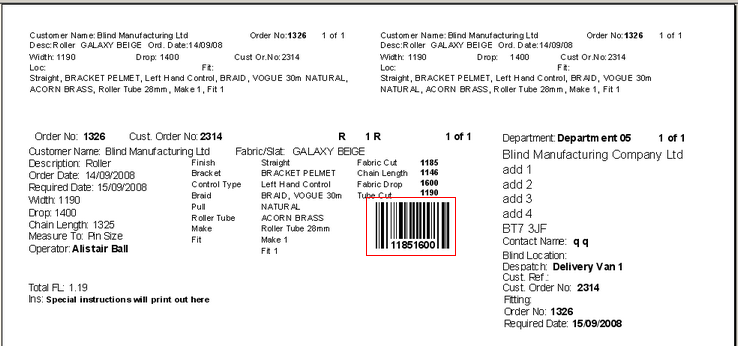 Customer Name: Blind Manufacturing Ltd Order No:1326 1 of 1
Desc:Roller GALAXY BEIGE Ord. Date:14/09/08
Width: 1190 Drop: 1400 Cust Or.No:2314
Loc: Fit:
Straight, BRACKET PELMET, Left Hand Control, BRAID, VOGUE 30m NATURAL,
ACORN BRASS, Roller Tube 28mm, Make 1, Fit 1
Customer Name: Blind Manufacturing Ltd Order No:1326 1 of 1
Desc:Roller GALAXY BEIGE Ord. Date:14/09/08
Width: 1190 Drop: 1400 Cust Or.No:2314
Loc: Fit:
Straight, BRACKET PELMET, Left Hand Control, BRAID, VOGUE 30m
NATURAL, ACORN BRASS, Roller Tube 28mm, Make 1, Fit 1
Order No: 1326 Cust. Order No: 2314 R 1 R 1 of 1
Customer Name: Blind Manufacturing Ltd Fabric/Slat: GALAXY BEIGE
Description: Roller
Order Date: 14/09/2008
Required Date: 15/09/2008
Width: 1190
Drop: 1400
Chain Length: 1325
Measure To: Pin Size
Operator: Alistair Ball
Finish Straight
Bracket BRACKET PELMET
Control Type Left Hand Control
Braid BRAID, VOGUE 30m
Pull NATURAL
Roller Tube ACORN BRASS
Make Roller Tube 28mm
Fit Make 1
Fit 1
Fabric Cut 1185
Chain Length 1146
Fabric Drop 1600
Tube Cut 1190
11851600
Total FL: 1.19
Ins: Special instructions will print out here
Department: Department 05 1 of 1
Blind Manufacturing Company Ltd
add 1
add 2
add 3
add 4
BT7 3JF
Contact Name: q q
Blind Location:
Despatch: Delivery Van 1
Cust. Ref.:
Cust. Order No: 2314
Fitting:
Order No: 1326
Required Date: 15/09/2008